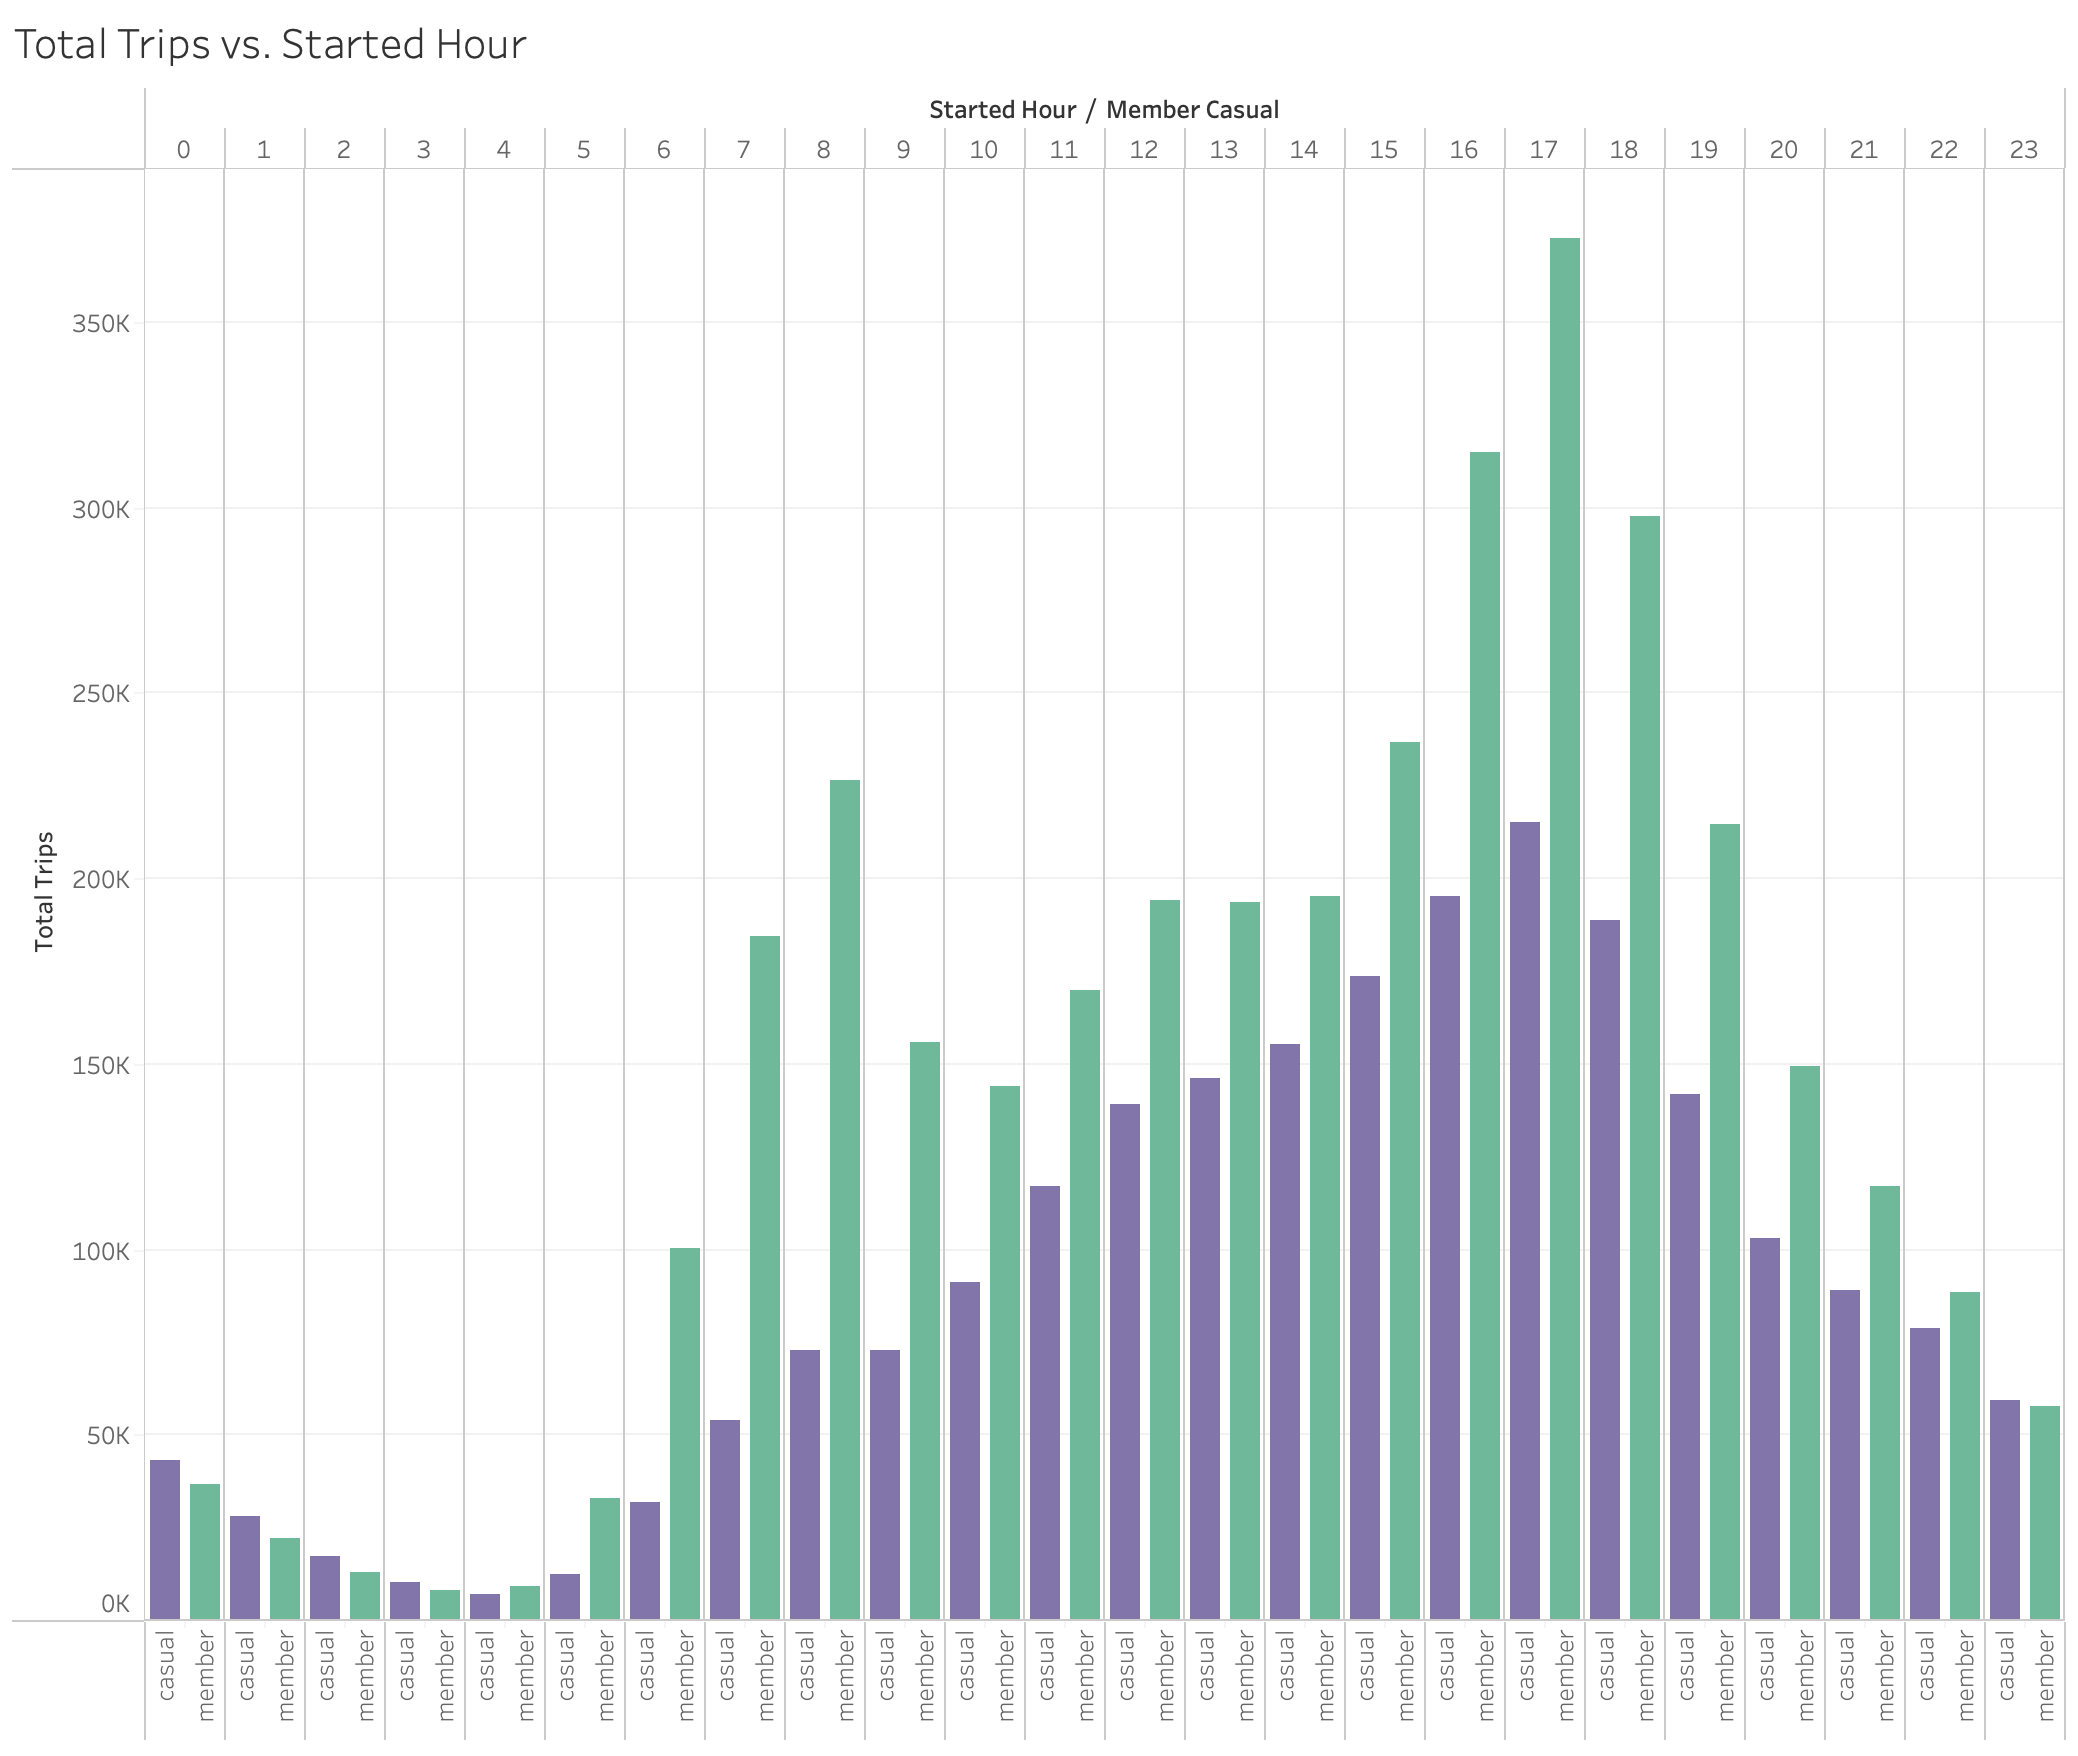 Total Trips vs. Started Hour
Started Hour / Member Casual
0 1 2 3 4 5 6 7 8 9 10 11 12 13 14 15 16 17 18 19 20 21 22 23
Total Trips
350K
300K
250K
200K
150K
100K
50K
0K
casual member casual member casual member casual member casual member casual member casual member casual member casual member casual member casual member casual member casual member casual member casual member casual member casual member casual member casual member casual member casual member casual member casual member casual member